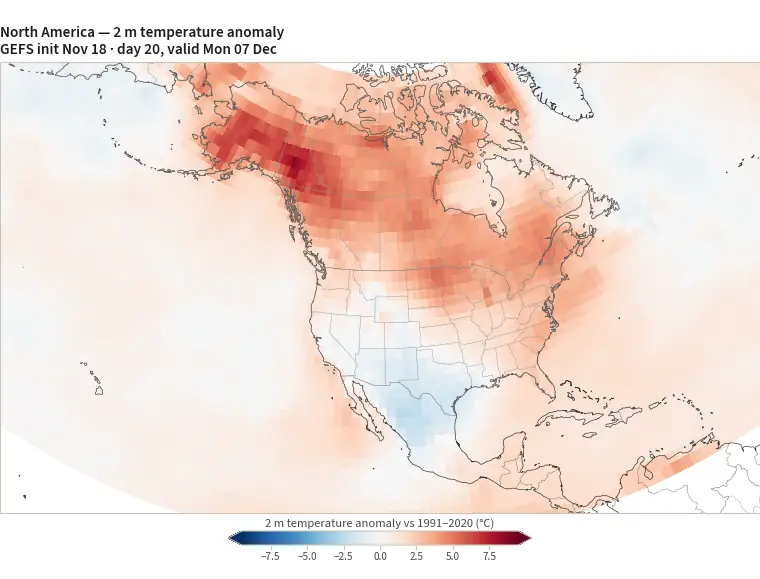 North America — 2 m temperature anomaly
GEFS init Nov 18 · day 20, valid Mon 07 Dec
2 m temperature anomaly vs 1991–2020 (°C)
−7.5 −5.0 −2.5 0.0 2.5 5.0 7.5